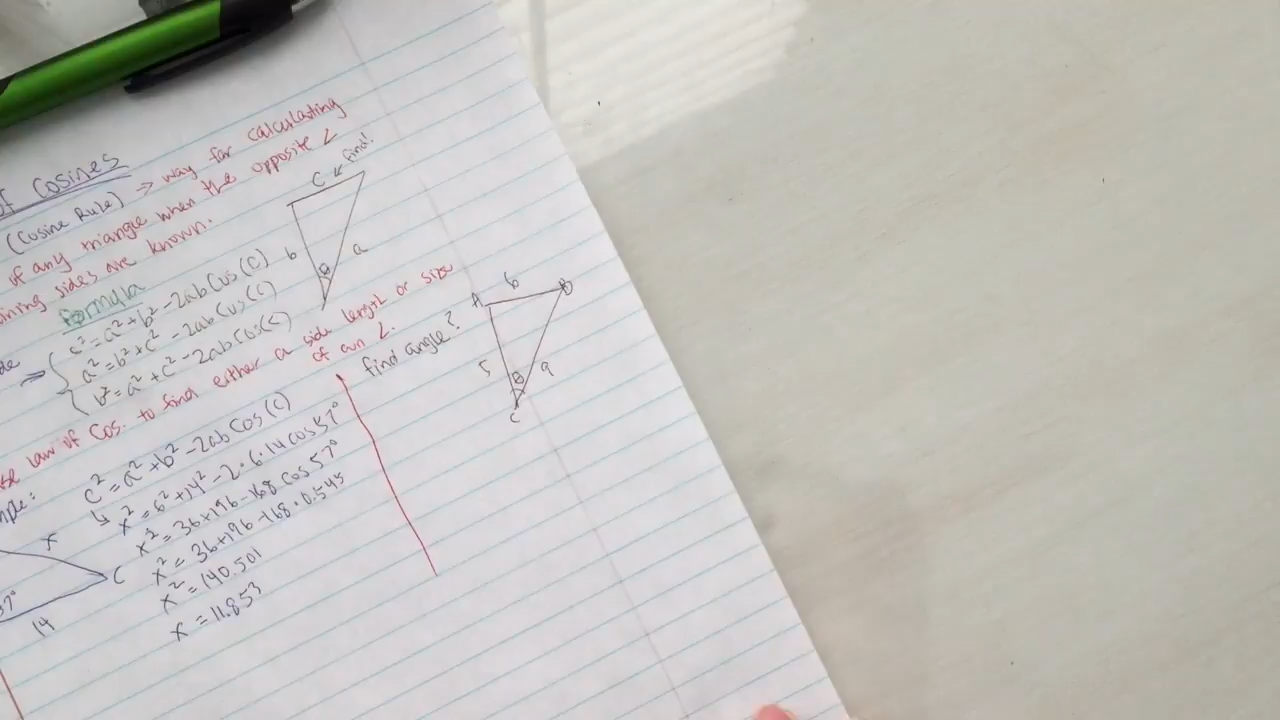 of Cosines
(Cosine Rule) → way for calculating
of any triangle when the opposite ∠
sides are known.
Formula
c² = a² + b² - 2ab Cos (C)
a² = b² + c² - 2ab Cos (C)
b² = a² + c² - 2ab Cos(C)
C ↙ find!
b
a
θ
law of Cos. to find either a side length or size
of an ∠.
c² = a² + b² - 2ab Cos (C)
↳ x² = 6² + 14² - 2 · 6 · 14 cos 57°
x² = 36 + 196 - 168 cos 57°
x² = 36 + 196 - 168 · 0.545
x² = 140.501
x = 11.853
x
C
14
find angle?
A
6
B
5
θ
9
C